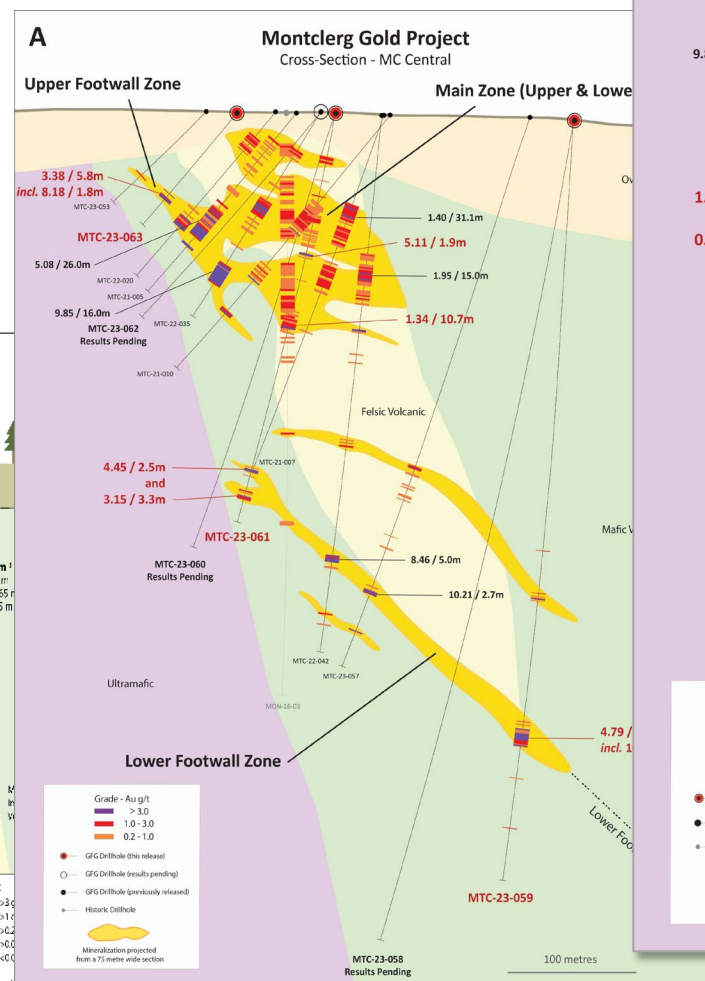 A
Montclerg Gold Project
Cross-Section - MC Central
Upper Footwall Zone
Main Zone (Upper & Lowe
9.
Ov
3.38 / 5.8m
incl. 8.18 / 1.8m
MTC-23-053
1.40 / 31.1m
1.
MTC-23-063
5.11 / 1.9m
0.
5.08 / 26.0m
MTC-22-020
1.95 / 15.0m
MTC-21-005
9.85 / 16.0m
MTC-23-062
Results Pending
MTC-22-035
1.34 / 10.7m
MTC-21-010
Felsic Volcanic
MTC-21-007
4.45 / 2.5m
and
3.15 / 3.3m
MTC-23-061
Mafic V
MTC-23-060
Results Pending
8.46 / 5.0m
10.21 / 2.7m
MTC-22-042
MTC-23-057
Ultramafic
MON-16-03
4.79 /
incl. 1
Lower Footwall Zone
Lower Foo
Grade - Au g/t
> 3.0
1.0 - 3.0
0.2 - 1.0
GFG Drillhole (this release)
GFG Drillhole (results pending)
GFG Drillhole (previously released)
Historic Drillhole
Mineralization projected
from a 75 metre wide section
MTC-23-059
MTC-23-058
Results Pending
100 metres